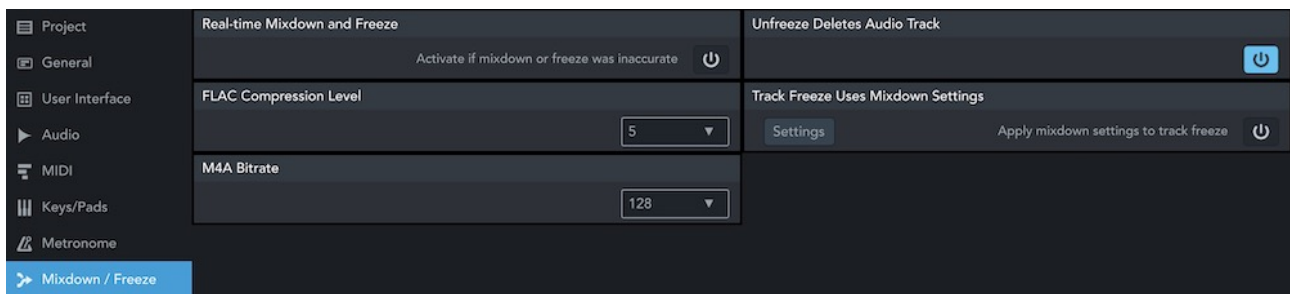 Project
General
User Interface
Audio
MIDI
Keys/Pads
Metronome
Mixdown / Freeze
Real-time Mixdown and Freeze
Activate if mixdown or freeze was inaccurate
FLAC Compression Level
5
M4A Bitrate
128
Unfreeze Deletes Audio Track
Track Freeze Uses Mixdown Settings
Settings
Apply mixdown settings to track freeze